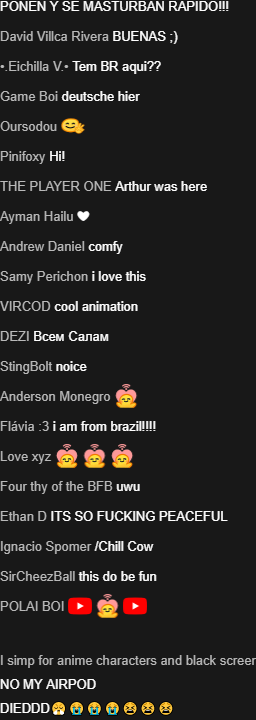 PONEN Y SE MASTURBAN RAPIDO!!!
David Villca Rivera BUENAS ;)
•.Eichilla V.• Tem BR aqui??
Game Boi deutsche hier
Oursodou
Pinifoxy Hi!
THE PLAYER ONE Arthur was here
Ayman Hailu
Andrew Daniel comfy
Samy Perichon i love this
VIRCOD cool animation
DEZI Всем Салам
StingBolt noice
Anderson Monegro
Flávia :3 i am from brazil!!!!
Love xyz
Four thy of the BFB uwu
Ethan D ITS SO FUCKING PEACEFUL
Ignacio Spomer /Chill Cow
SirCheezBall this do be fun
POLAI BOI
I simp for anime characters and black screen
NO MY AIRPOD
DIEDDD😤😭😭😭😫😫😫